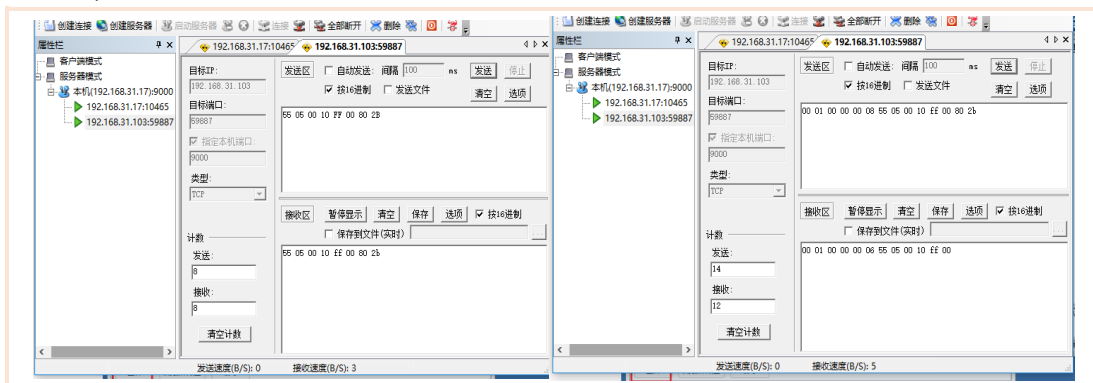 创建连接 创建服务器 启动服务器 连接 全部断开 删除
属性栏
客户端模式
服务器模式
本机(192.168.31.17):9000
192.168.31.17:10465
192.168.31.103:59887
192.168.31.17:10465 192.168.31.103:59887
目标IP:
192.168.31.103
目标端口:
59887
指定本机端口:
9000
类型:
TCP
计数
发送:
8
接收:
8
清空计数
发送区 自动发送: 间隔 100 ms 发送 停止
按16进制 发送文件 清空 选项
55 05 00 10 FF 00 80 2B
接收区 暂停显示 清空 保存 选项 按16进制
保存到文件(实时) ...
55 05 00 10 ff 00 80 2b
发送速度(B/S): 0 接收速度(B/S): 3
创建连接 创建服务器 启动服务器 连接 全部断开 删除
属性栏
客户端模式
服务器模式
本机(192.168.31.17):9000
192.168.31.17:10465
192.168.31.103:59887
192.168.31.17:10465 192.168.31.103:59887
目标IP:
192.168.31.103
目标端口:
59887
指定本机端口:
9000
类型:
TCP
计数
发送:
14
接收:
12
清空计数
发送区 自动发送: 间隔 100 ms 发送 停止
按16进制 发送文件 清空 选项
00 01 00 00 00 08 55 05 00 10 ff 00 80 2b
接收区 暂停显示 清空 保存 选项 按16进制
保存到文件(实时) ...
00 01 00 00 00 06 55 05 00 10 ff 00
发送速度(B/S): 0 接收速度(B/S): 5